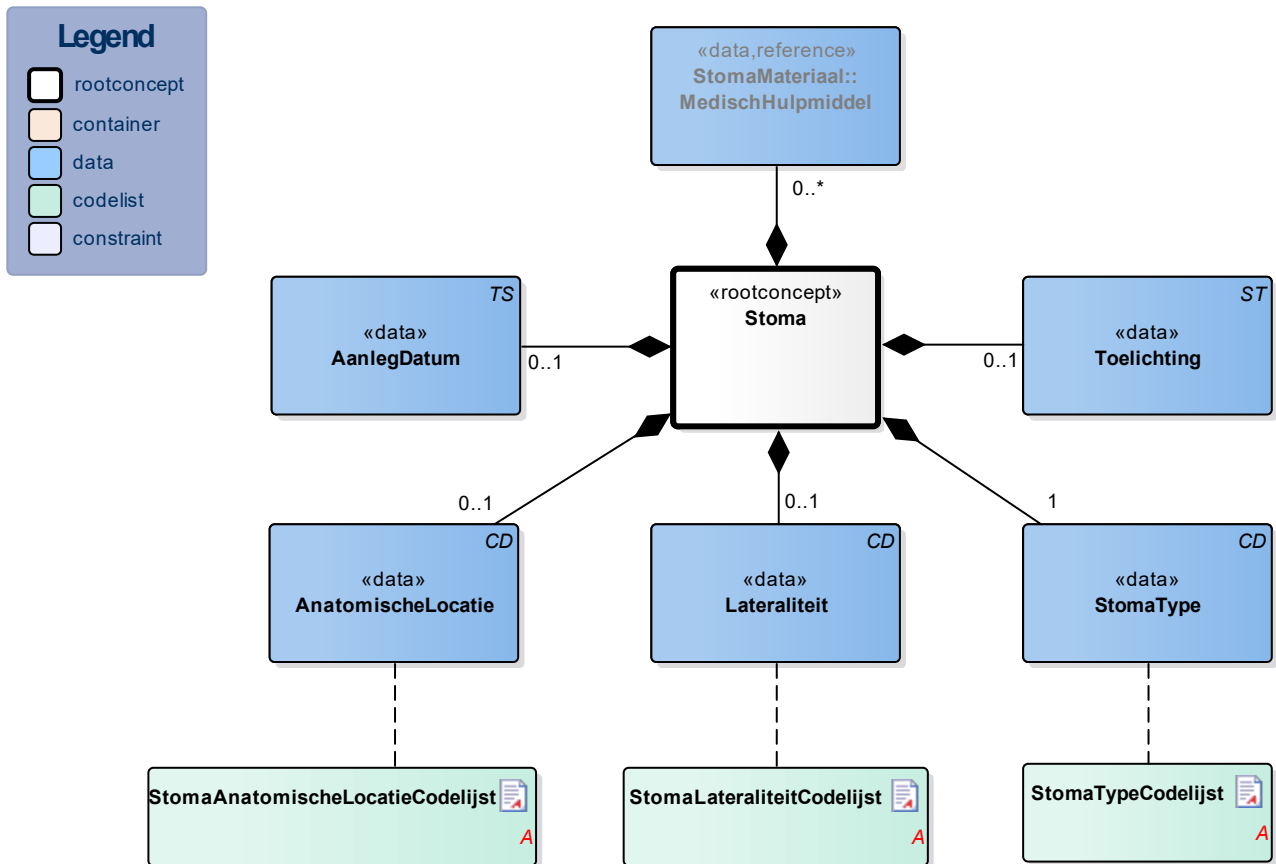 Legend
rootconcept
container
data
codelist
constraint
«data,reference»
StomaMateriaal::
MedischHulpmiddel
0..*
TS
«data»
AanlegDatum
0..1
«rootconcept»
Stoma
ST
«data»
Toelichting
0..1
0..1
0..1
1
CD
«data»
AnatomischeLocatie
CD
«data»
Lateraliteit
CD
«data»
StomaType
StomaAnatomischeLocatieCodelijst
A
StomaLateraliteitCodelijst
A
StomaTypeCodelijst
A